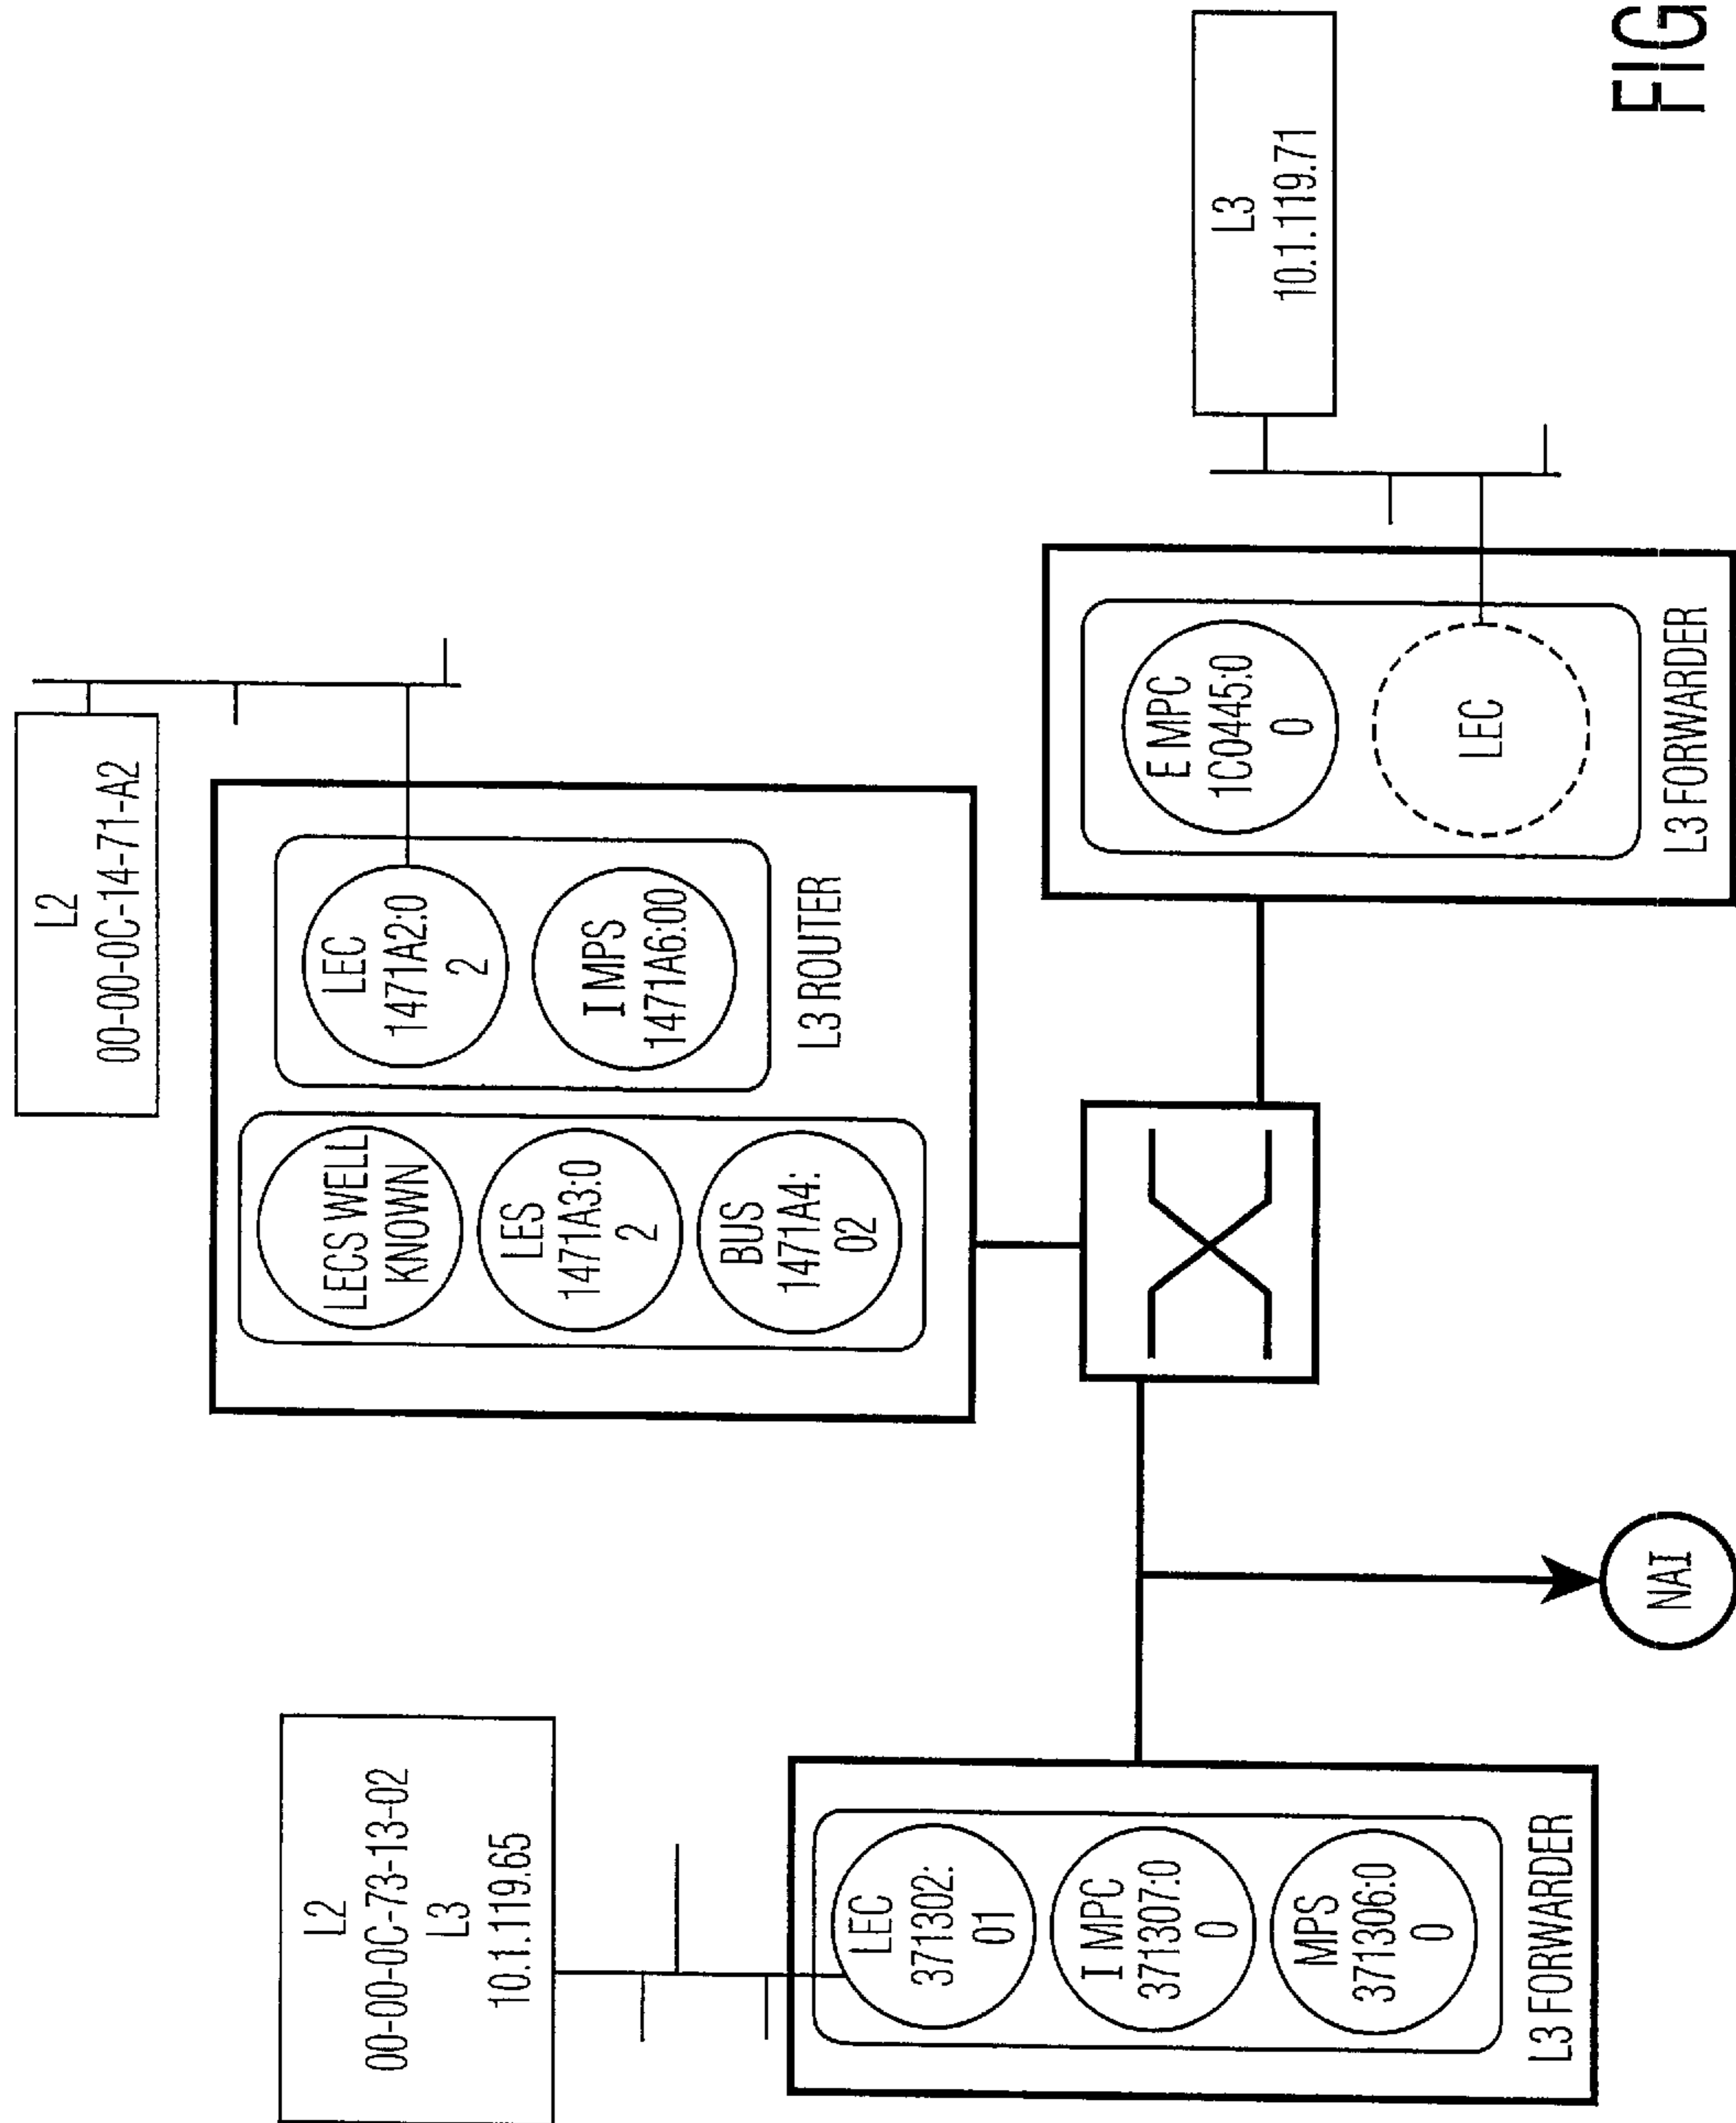 L2
00-00-0C-73-13-02
L3
10.1.119.65
LEC
371302:
01
I MPC
371307:0
0
MPS
371306:0
0
L3 FORWARDER
NAI
LECS WELL
KNOWN
LES
1471A3:0
2
BUS
1471A4:
02
LEC
1471A2:0
2
I MPS
1471A6:00
L3 ROUTER
L2
00-00-0C-14-71-A2
E MPC
1C0445:0
0
LEC
L3 FORWARDER
L3
10.1.119.71
FIG